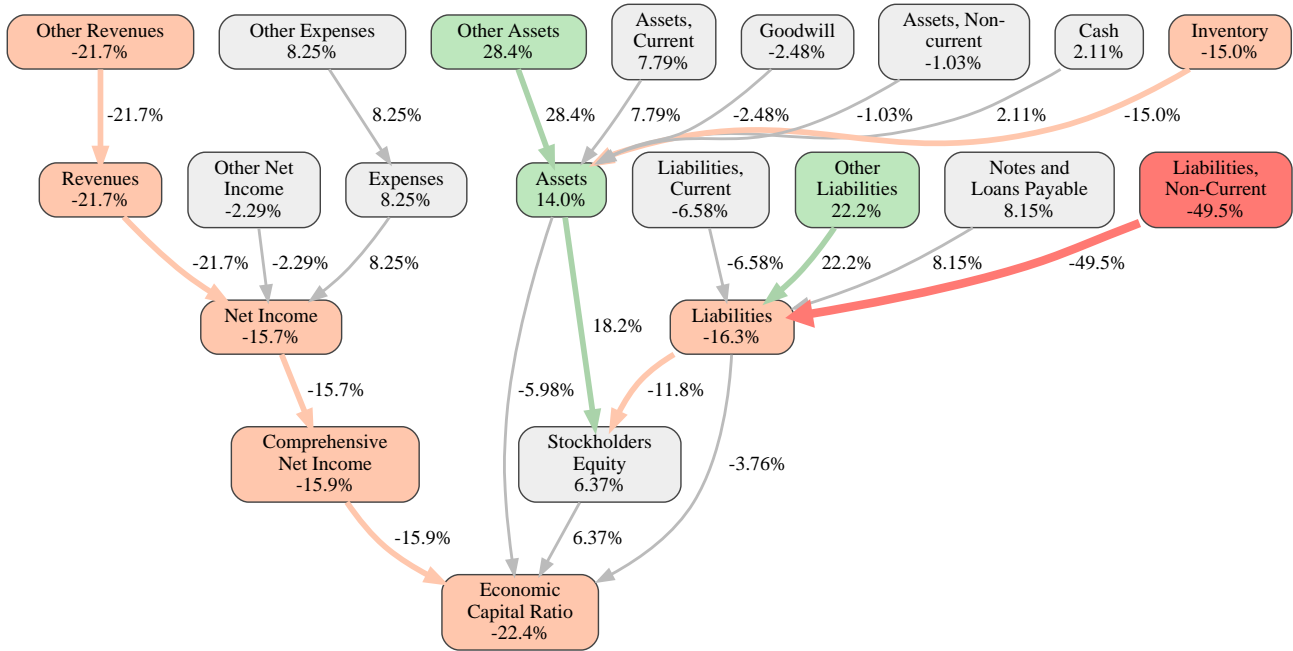 Other Revenues
-21.7%
Other Expenses
8.25%
Other Assets
28.4%
Assets,
Current
7.79%
Goodwill
-2.48%
Assets, Non-
current
-1.03%
Cash
2.11%
Inventory
-15.0%
-21.7%
8.25%
28.4%
7.79%
-2.48%
-1.03%
2.11%
-15.0%
Revenues
-21.7%
Other Net
Income
-2.29%
Expenses
8.25%
Assets
14.0%
Liabilities,
Current
-6.58%
Other
Liabilities
22.2%
Notes and
Loans Payable
8.15%
Liabilities,
Non-Current
-49.5%
-21.7%
-2.29%
8.25%
-6.58%
22.2%
8.15%
-49.5%
Net Income
-15.7%
18.2%
Liabilities
-16.3%
-15.7%
-5.98%
-11.8%
Comprehensive
Net Income
-15.9%
Stockholders
Equity
6.37%
-3.76%
-15.9%
6.37%
Economic
Capital Ratio
-22.4%